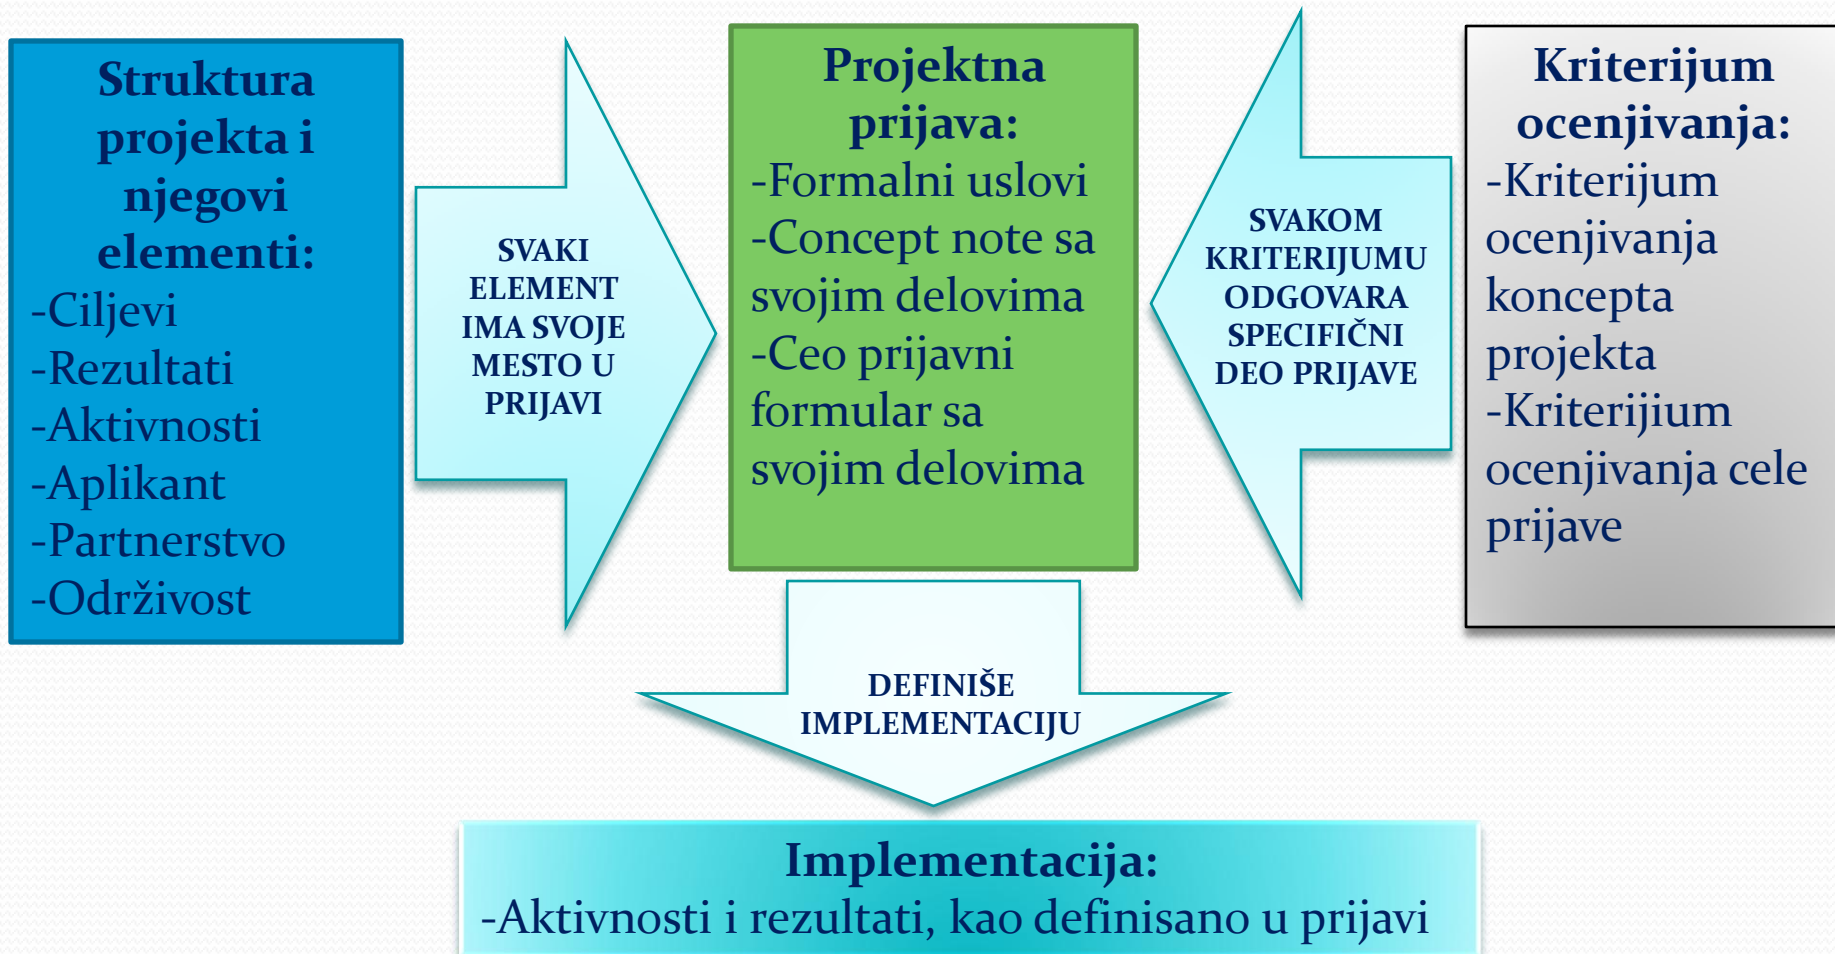 Struktura
projekta i
njegovi
elementi:
-Ciljevi
-Rezultati
-Aktivnosti
-Aplikant
-Partnerstvo
-Održivost
SVAKI
ELEMENT
IMA SVOJE
MESTO U
PRIJAVI
Projektna
prijava:
-Formalni uslovi
-Concept note sa
svojim delovima
-Ceo prijavni
formular sa
svojim delovima
SVAKOM
KRITERIJUMU
ODGOVARA
SPECIFIČNI
DEO PRIJAVE
Kriterijum
ocenjivanja:
-Kriterijum
ocenjivanja
koncepta
projekta
-Kriterijium
ocenjivanja cele
prijave
DEFINIŠE
IMPLEMENTACIJU
Implementacija:
-Aktivnosti i rezultati, kao definisano u prijavi